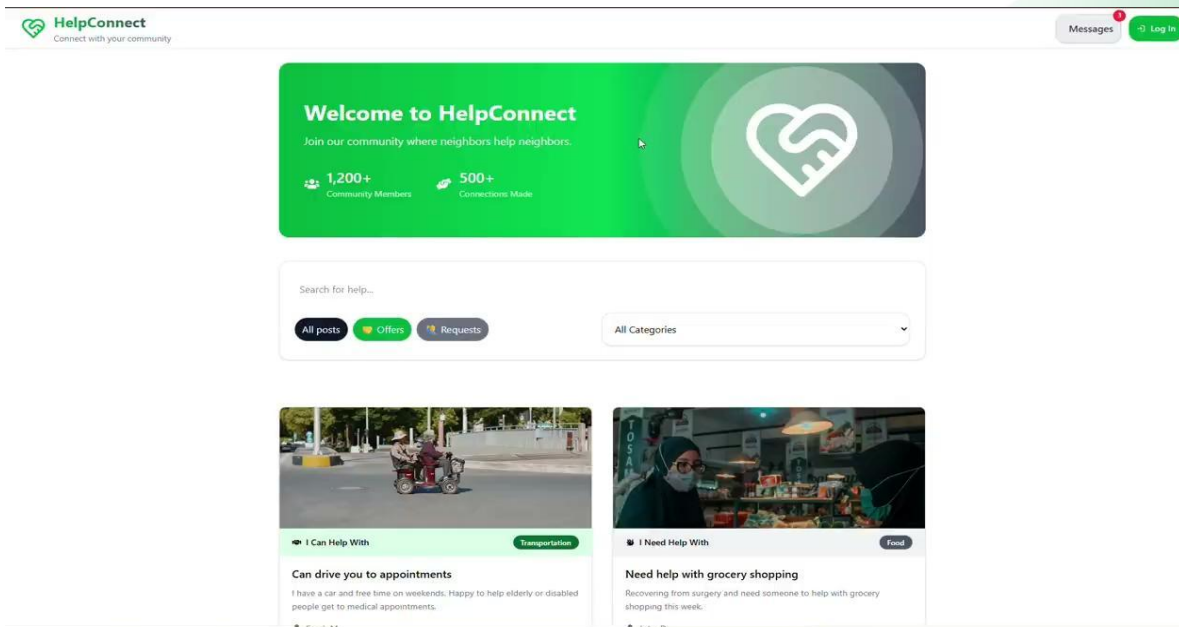 HelpConnect
Connect with your community
Messages
3
Log In
Welcome to HelpConnect
Join our community where neighbors help neighbors.
1,200+
Community Members
500+
Connections Made
Search for help...
All posts
Offers
Requests
All Categories
TOSAN
I Can Help With
Transportation
I Need Help With
Food
Can drive you to appointments
I have a car and free time on weekends. Happy to help elderly or disabled
people get to medical appointments.
Need help with grocery shopping
Recovering from surgery and need someone to help with grocery
shopping this week.